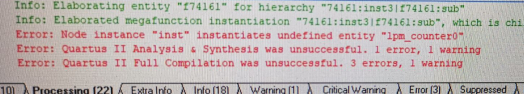 Info: Elaborating entity "f74161" for hierarchy "74161:inst3|f74161:sub"
Info: Elaborated megafunction instantiation "74161:inst3|f74161:sub", which is chi
Error: Node instance "inst" instantiates undefined entity "lpm_counter0"
Error: Quartus II Analysis & Synthesis was unsuccessful. 1 error, 1 warning
Error: Quartus II Full Compilation was unsuccessful. 3 errors, 1 warning
10) Processing (22) Extra Info Info (18) Warning (1) Critical Warning Error (3) Suppressed